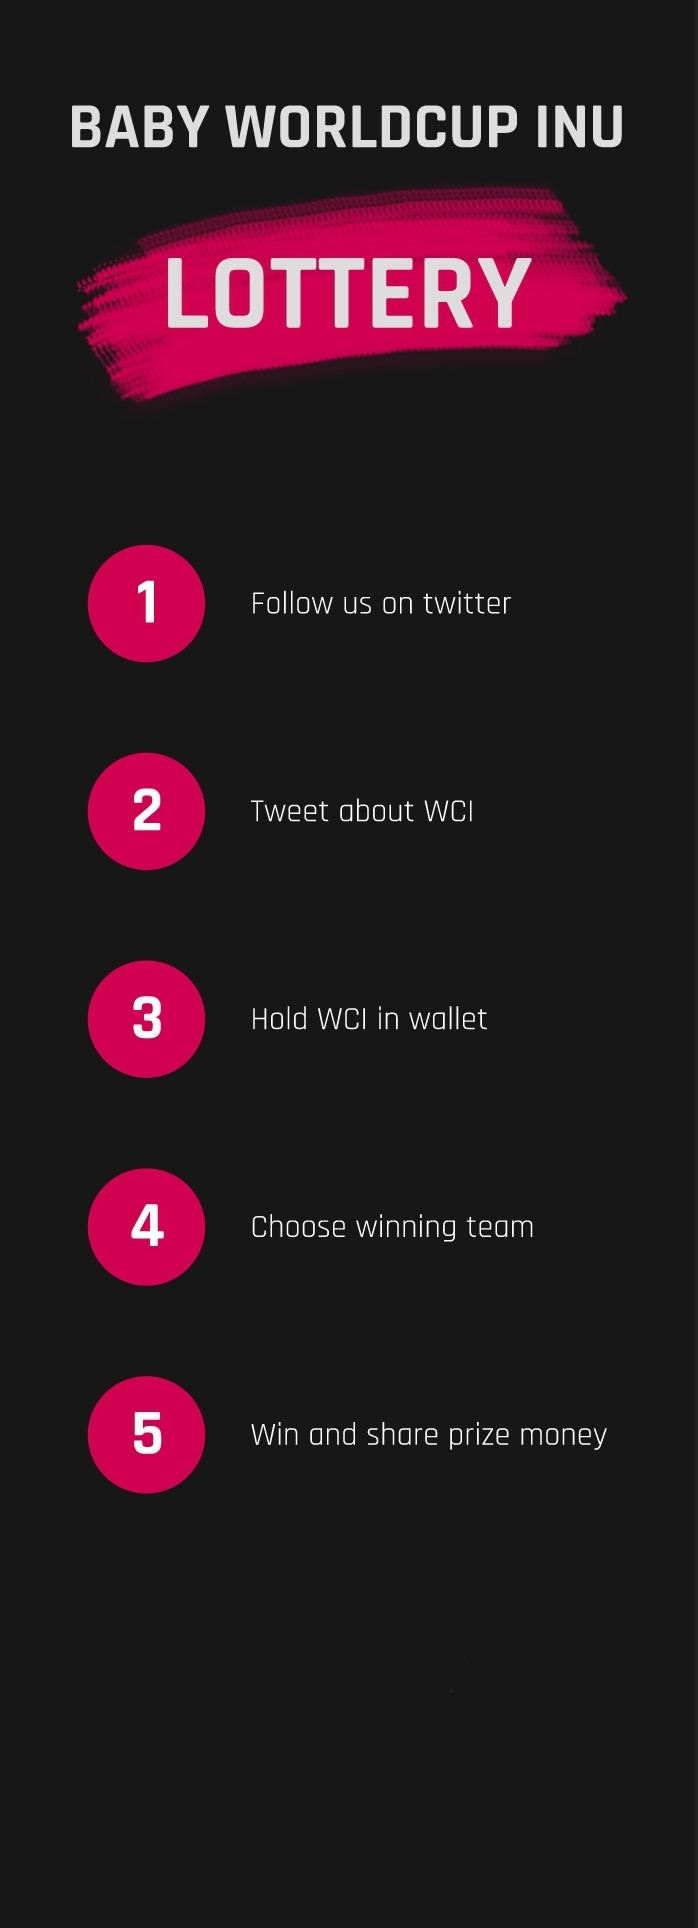 BABY WORLDCUP INU
LOTTERY
1 Follow us on twitter
2 Tweet about WCI
3 Hold WCI in wallet
4 Choose winning team
5 Win and share prize money